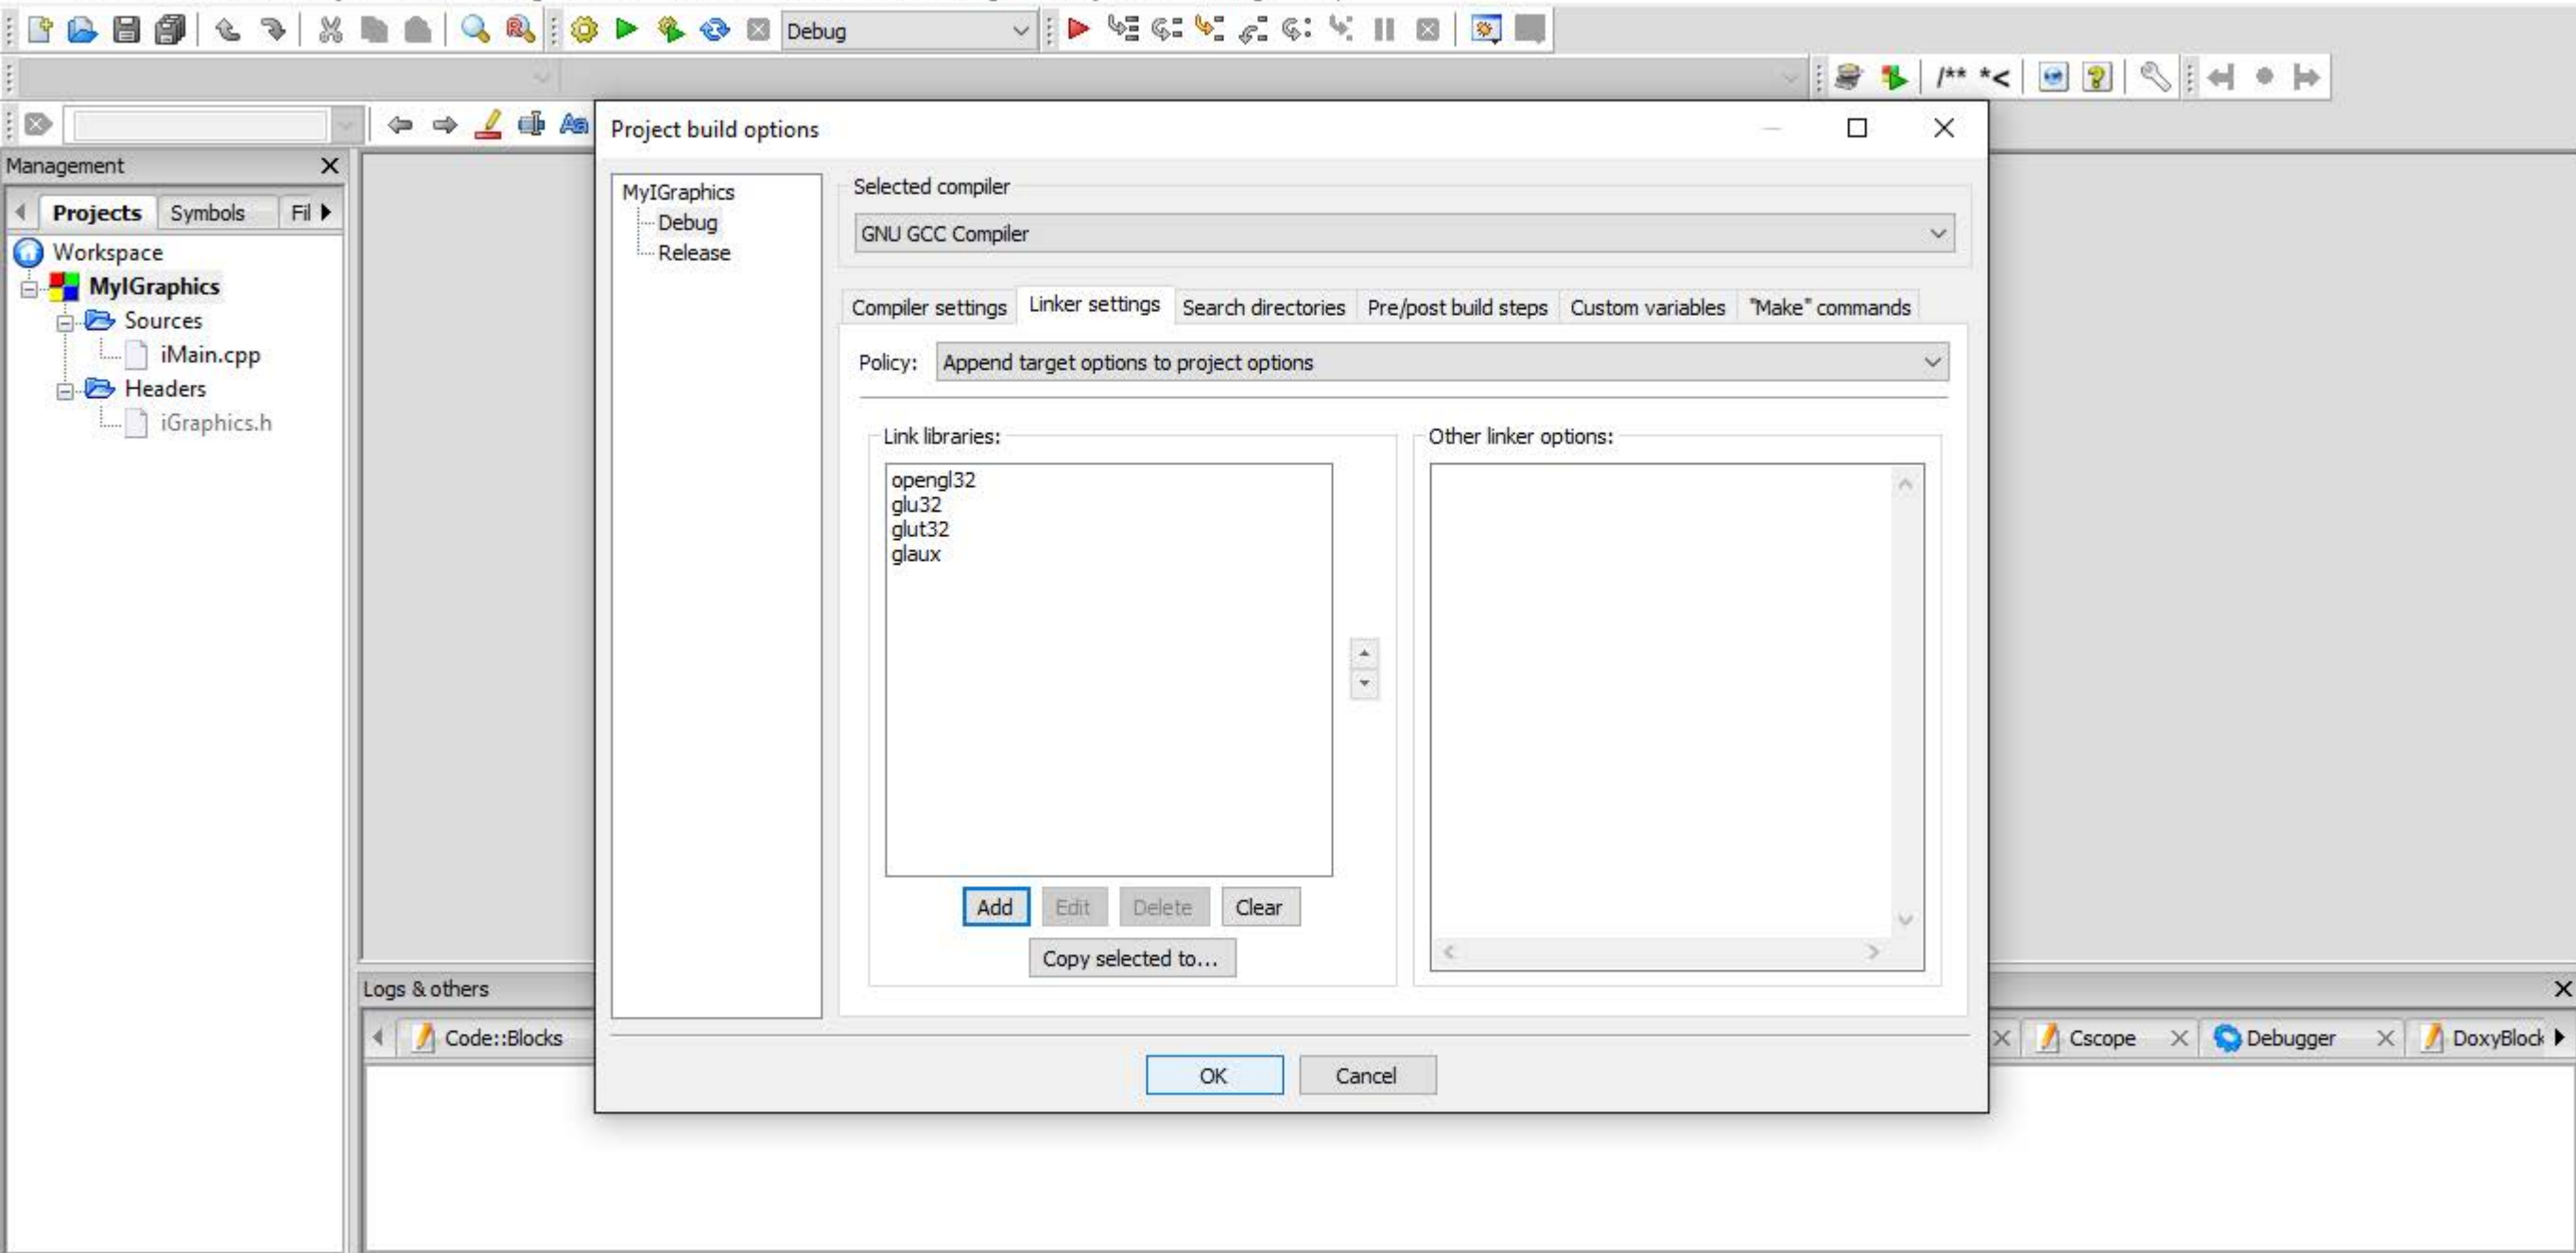 Debug
/** *<
Project build options
Management
Projects Symbols Fil
Workspace
MyIGraphics
Sources
iMain.cpp
Headers
iGraphics.h
MyIGraphics
Debug
Release
Selected compiler
GNU GCC Compiler
Compiler settings Linker settings Search directories Pre/post build steps Custom variables "Make" commands
Policy: Append target options to project options
Link libraries:
opengl32
glu32
glut32
glaux
Add Edit Delete Clear
Copy selected to...
Other linker options:
OK Cancel
Logs & others
Code::Blocks
Cscope Debugger DoxyBlock